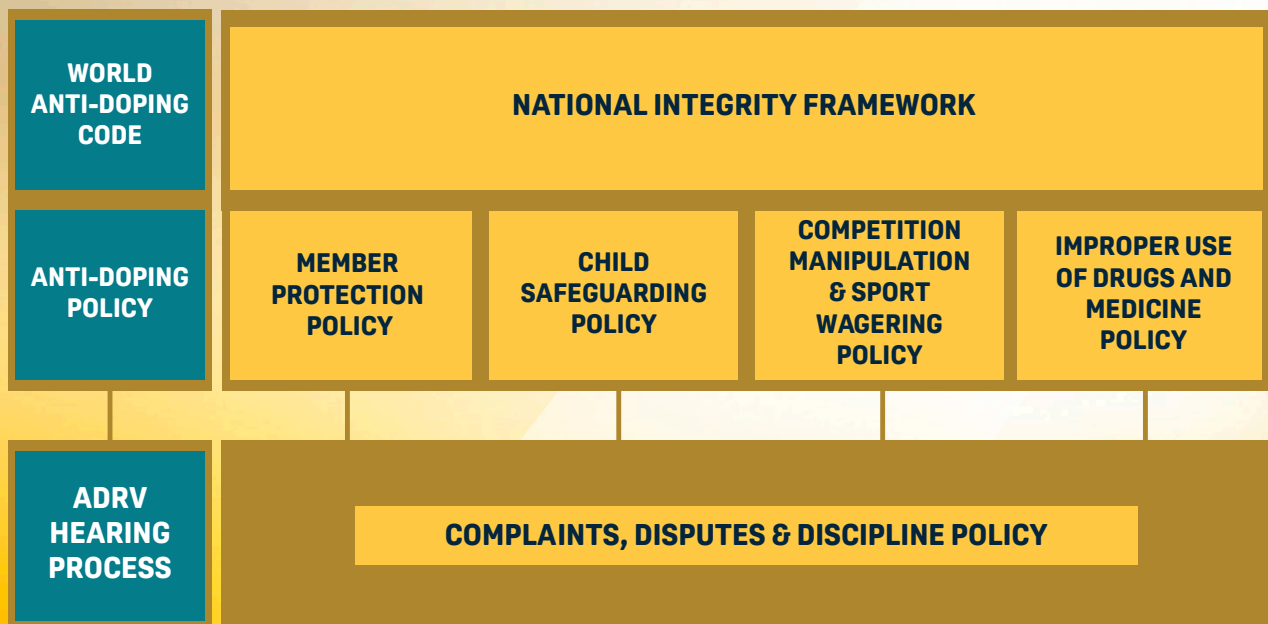 WORLD
ANTI-DOPING
CODE
NATIONAL INTEGRITY FRAMEWORK
ANTI-DOPING
POLICY
MEMBER
PROTECTION
POLICY
CHILD
SAFEGUARDING
POLICY
COMPETITION
MANIPULATION
& SPORT
WAGERING
POLICY
IMPROPER USE
OF DRUGS AND
MEDICINE
POLICY
ADRV
HEARING
PROCESS
COMPLAINTS, DISPUTES & DISCIPLINE POLICY